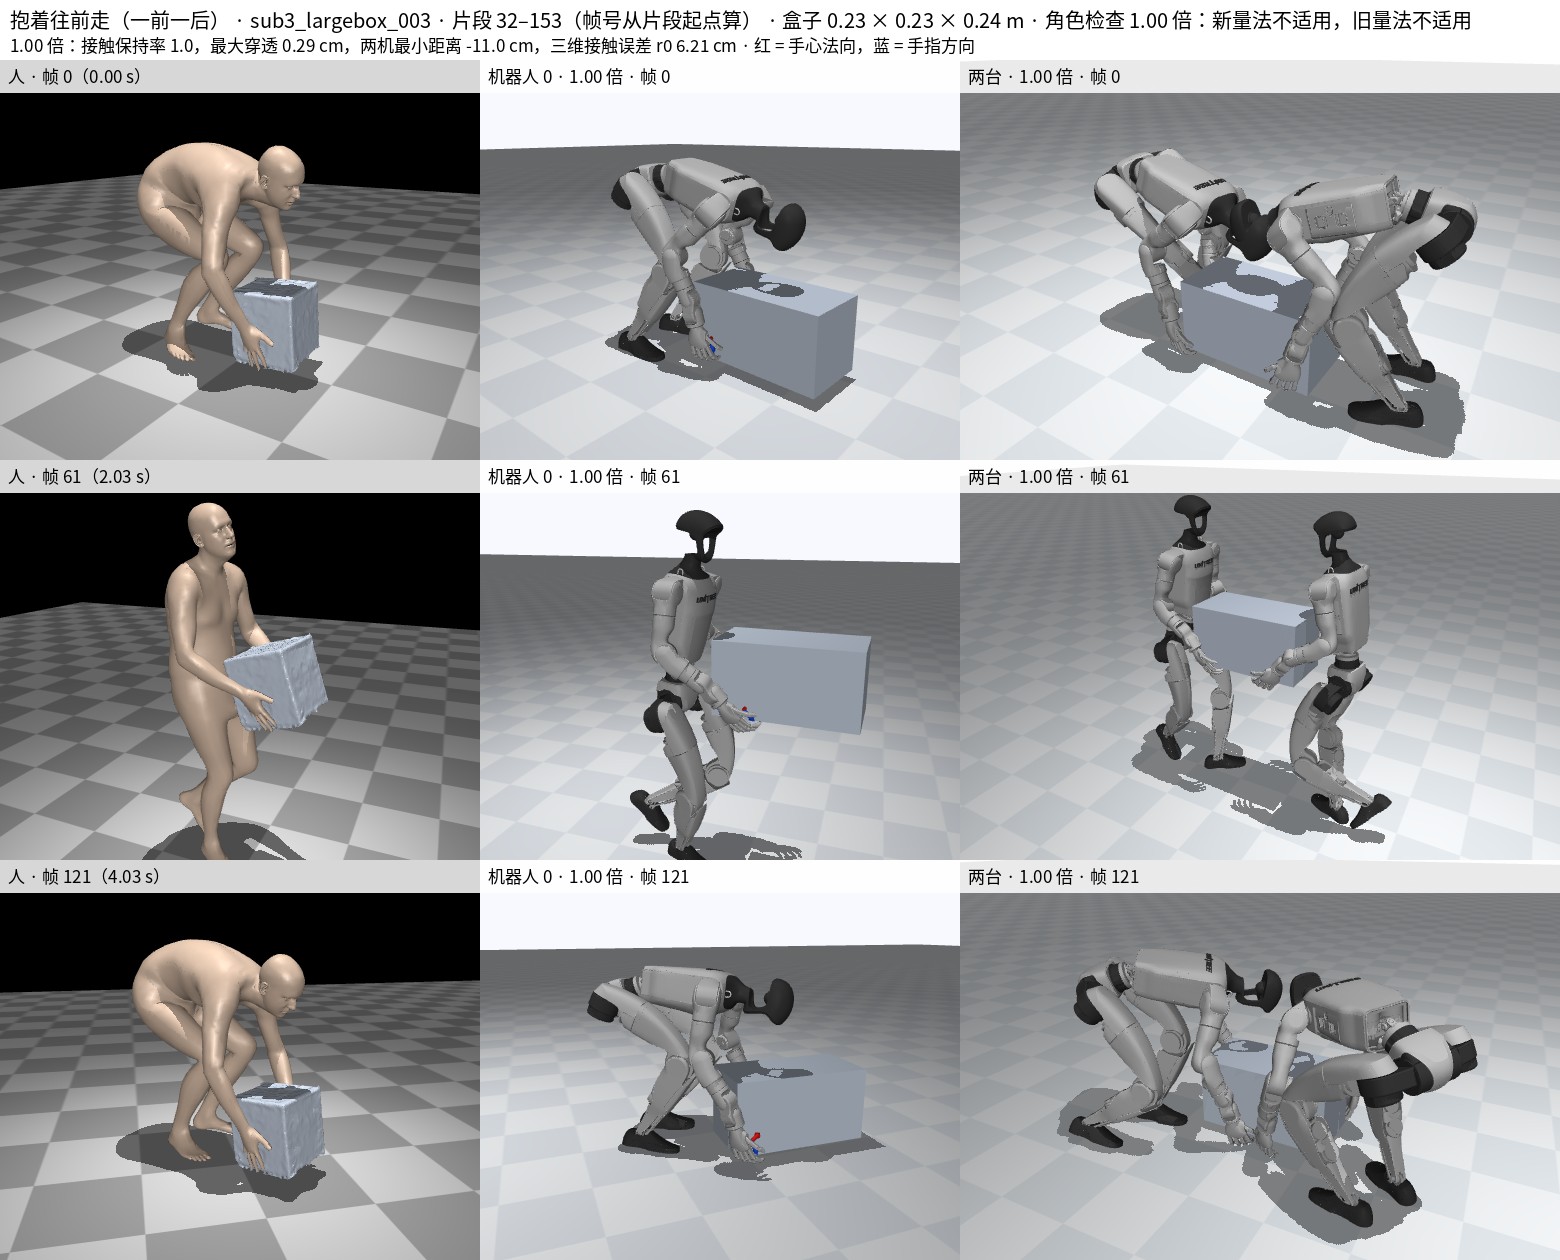 抱着往前走（一前一后） · sub3_largebox_003 · 片段 32–153（帧号从片段起点算） · 盒子 0.23 × 0.23 × 0.24 m · 角色检查 1.00 倍：新量法不适用，旧量法不适用
1.00 倍：接触保持率 1.0，最大穿透 0.29 cm，两机最小距离 -11.0 cm，三维接触误差 r0 6.21 cm · 红 = 手心法向，蓝 = 手指方向
人 · 帧 0（0.00 s）
机器人 0 · 1.00 倍 · 帧 0
两台 · 1.00 倍 · 帧 0
人 · 帧 61（2.03 s）
机器人 0 · 1.00 倍 · 帧 61
两台 · 1.00 倍 · 帧 61
人 · 帧 121（4.03 s）
机器人 0 · 1.00 倍 · 帧 121
两台 · 1.00 倍 · 帧 121